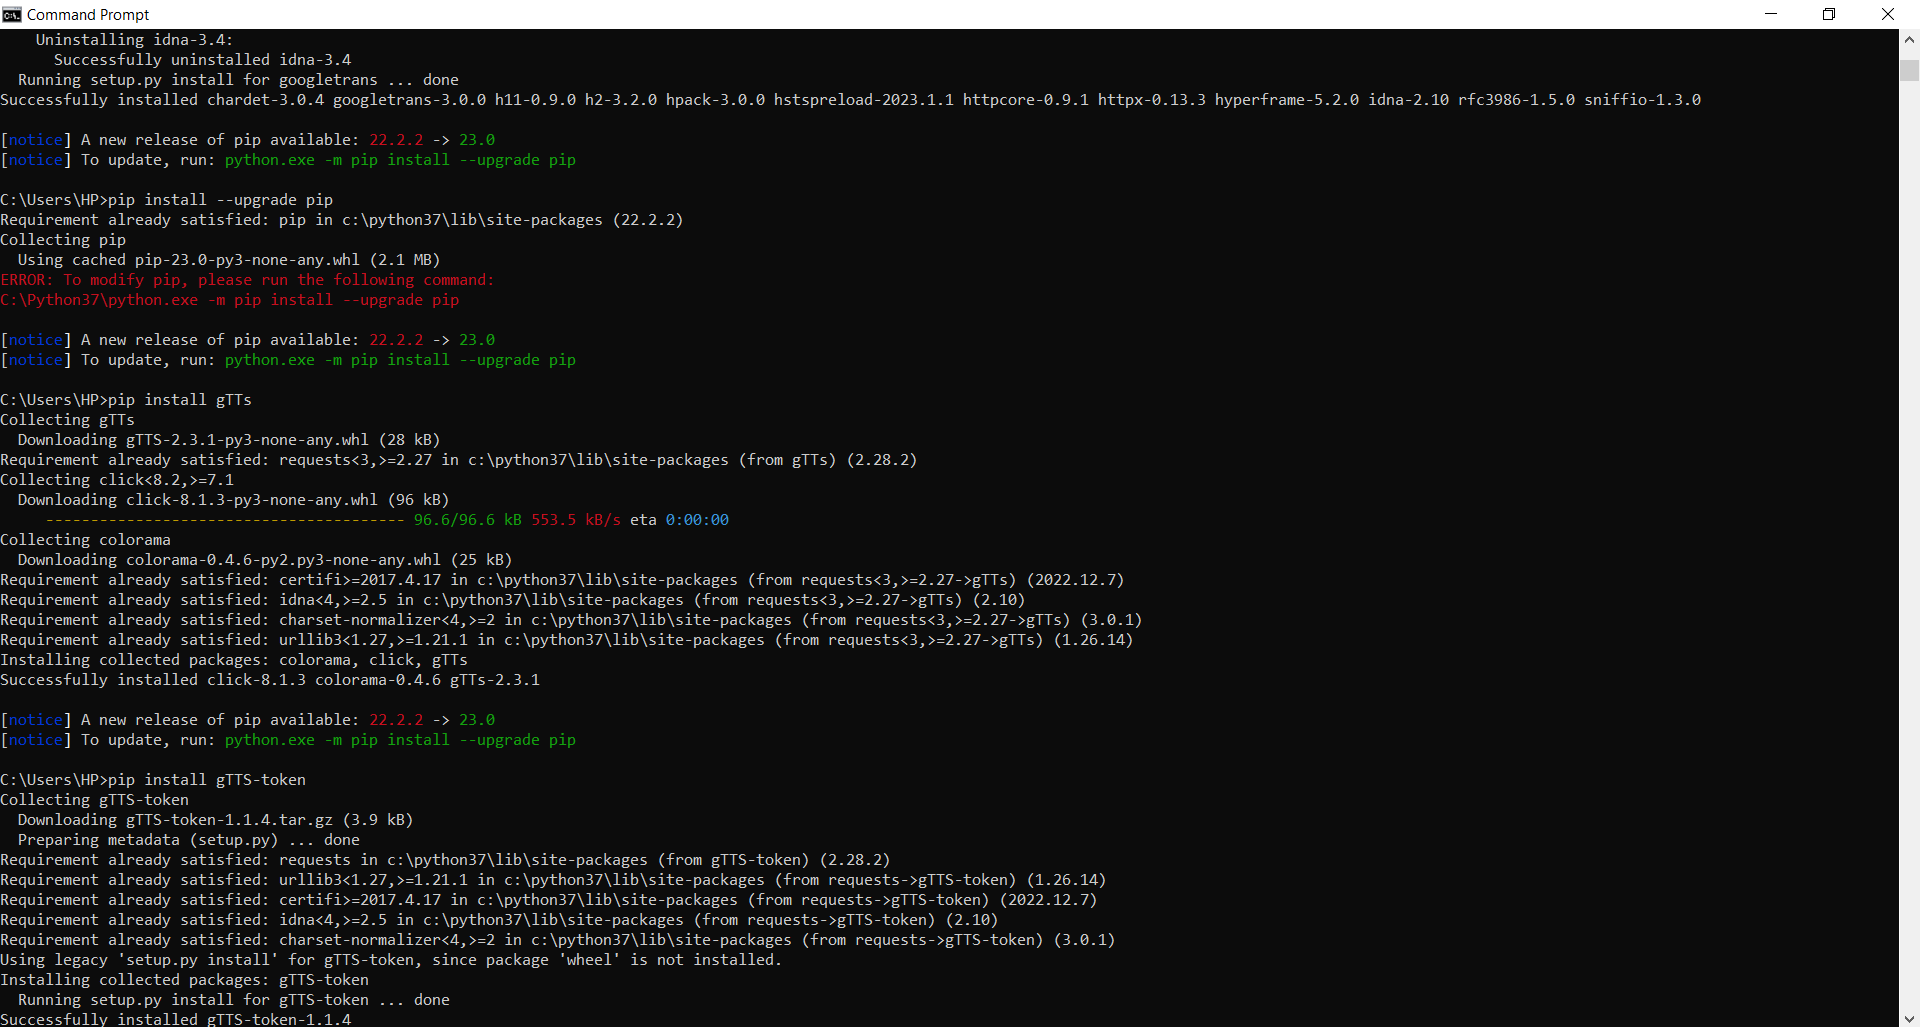 Command Prompt
Uninstalling idna-3.4:
Successfully uninstalled idna-3.4
Running setup.py install for googletrans ... done
Successfully installed chardet-3.0.4 googletrans-3.0.0 h11-0.9.0 h2-3.2.0 hpack-3.0.0 hstspreload-2023.1.1 httpcore-0.9.1 httpx-0.13.3 hyperframe-5.2.0 idna-2.10 rfc3986-1.5.0 sniffio-1.3.0
[notice] A new release of pip available: 22.2.2 -> 23.0
[notice] To update, run: python.exe -m pip install --upgrade pip
C:\Users\HP>pip install --upgrade pip
Requirement already satisfied: pip in c:\python37\lib\site-packages (22.2.2)
Collecting pip
Using cached pip-23.0-py3-none-any.whl (2.1 MB)
ERROR: To modify pip, please run the following command:
C:\Python37\python.exe -m pip install --upgrade pip
[notice] A new release of pip available: 22.2.2 -> 23.0
[notice] To update, run: python.exe -m pip install --upgrade pip
C:\Users\HP>pip install gTTs
Collecting gTTs
Downloading gTTS-2.3.1-py3-none-any.whl (28 kB)
Requirement already satisfied: requests<3,>=2.27 in c:\python37\lib\site-packages (from gTTs) (2.28.2)
Collecting click<8.2,>=7.1
Downloading click-8.1.3-py3-none-any.whl (96 kB)
---------------------------------------- 96.6/96.6 kB 553.5 kB/s eta 0:00:00
Collecting colorama
Downloading colorama-0.4.6-py2.py3-none-any.whl (25 kB)
Requirement already satisfied: certifi>=2017.4.17 in c:\python37\lib\site-packages (from requests<3,>=2.27->gTTs) (2022.12.7)
Requirement already satisfied: idna<4,>=2.5 in c:\python37\lib\site-packages (from requests<3,>=2.27->gTTs) (2.10)
Requirement already satisfied: charset-normalizer<4,>=2 in c:\python37\lib\site-packages (from requests<3,>=2.27->gTTs) (3.0.1)
Requirement already satisfied: urllib3<1.27,>=1.21.1 in c:\python37\lib\site-packages (from requests<3,>=2.27->gTTs) (1.26.14)
Installing collected packages: colorama, click, gTTs
Successfully installed click-8.1.3 colorama-0.4.6 gTTs-2.3.1
[notice] A new release of pip available: 22.2.2 -> 23.0
[notice] To update, run: python.exe -m pip install --upgrade pip
C:\Users\HP>pip install gTTS-token
Collecting gTTS-token
Downloading gTTS-token-1.1.4.tar.gz (3.9 kB)
Preparing metadata (setup.py) ... done
Requirement already satisfied: requests in c:\python37\lib\site-packages (from gTTS-token) (2.28.2)
Requirement already satisfied: urllib3<1.27,>=1.21.1 in c:\python37\lib\site-packages (from requests->gTTS-token) (1.26.14)
Requirement already satisfied: certifi>=2017.4.17 in c:\python37\lib\site-packages (from requests->gTTS-token) (2022.12.7)
Requirement already satisfied: idna<4,>=2.5 in c:\python37\lib\site-packages (from requests->gTTS-token) (2.10)
Requirement already satisfied: charset-normalizer<4,>=2 in c:\python37\lib\site-packages (from requests->gTTS-token) (3.0.1)
Using legacy 'setup.py install' for gTTS-token, since package 'wheel' is not installed.
Installing collected packages: gTTS-token
Running setup.py install for gTTS-token ... done
Successfully installed gTTS-token-1.1.4